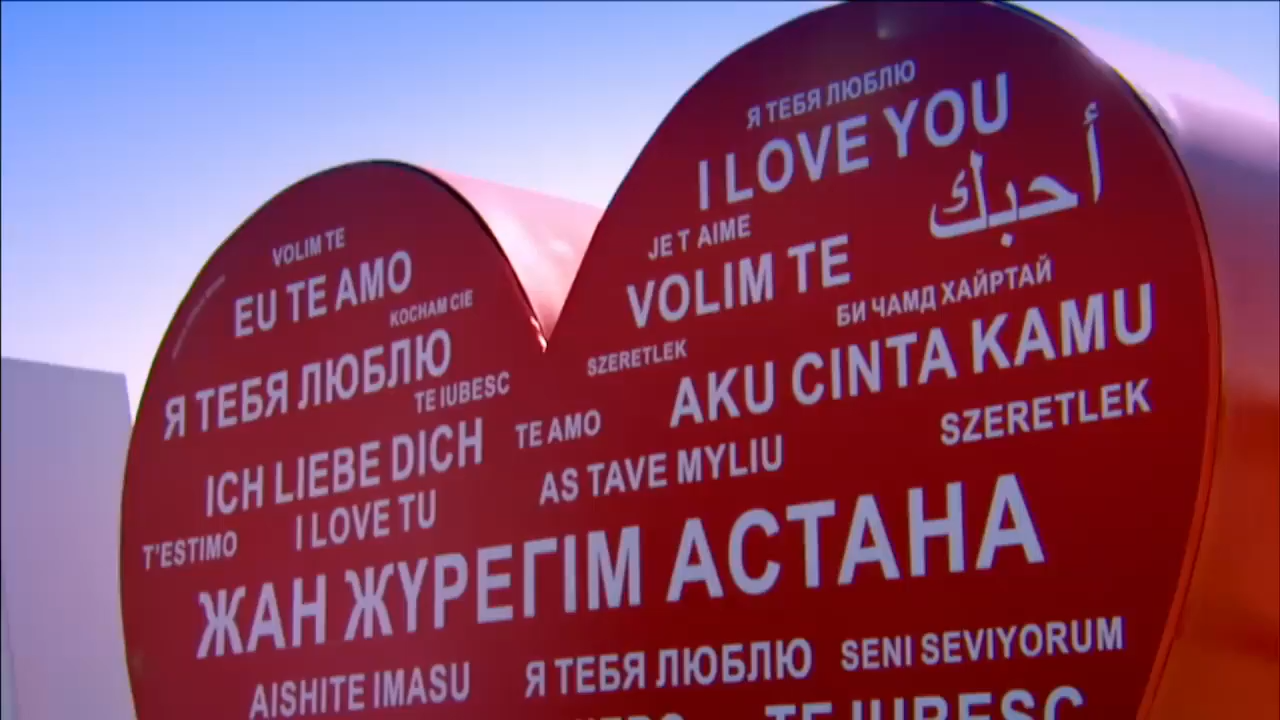 Я ТЕБЯ ЛЮБЛЮ
I LOVE YOU
أحبك
JE T AIME
VOLIM TE
VOLIM TE
EU TE AMO
KOCHAM CIE
БИ ЧАМД ХАЙРТАЙ
Я ТЕБЯ ЛЮБЛЮ
SZERETLEK
AKU CINTA KAMU
TE IUBESC
TE AMO
SZERETLEK
ICH LIEBE DICH
AS TAVE MYLIU
I LOVE TU
T'ESTIMO
ЖАН ЖҮРЕГІМ АСТАНА
AISHITE IMASU
Я ТЕБЯ ЛЮБЛЮ
SENI SEVIYORUM
TE IUBESC